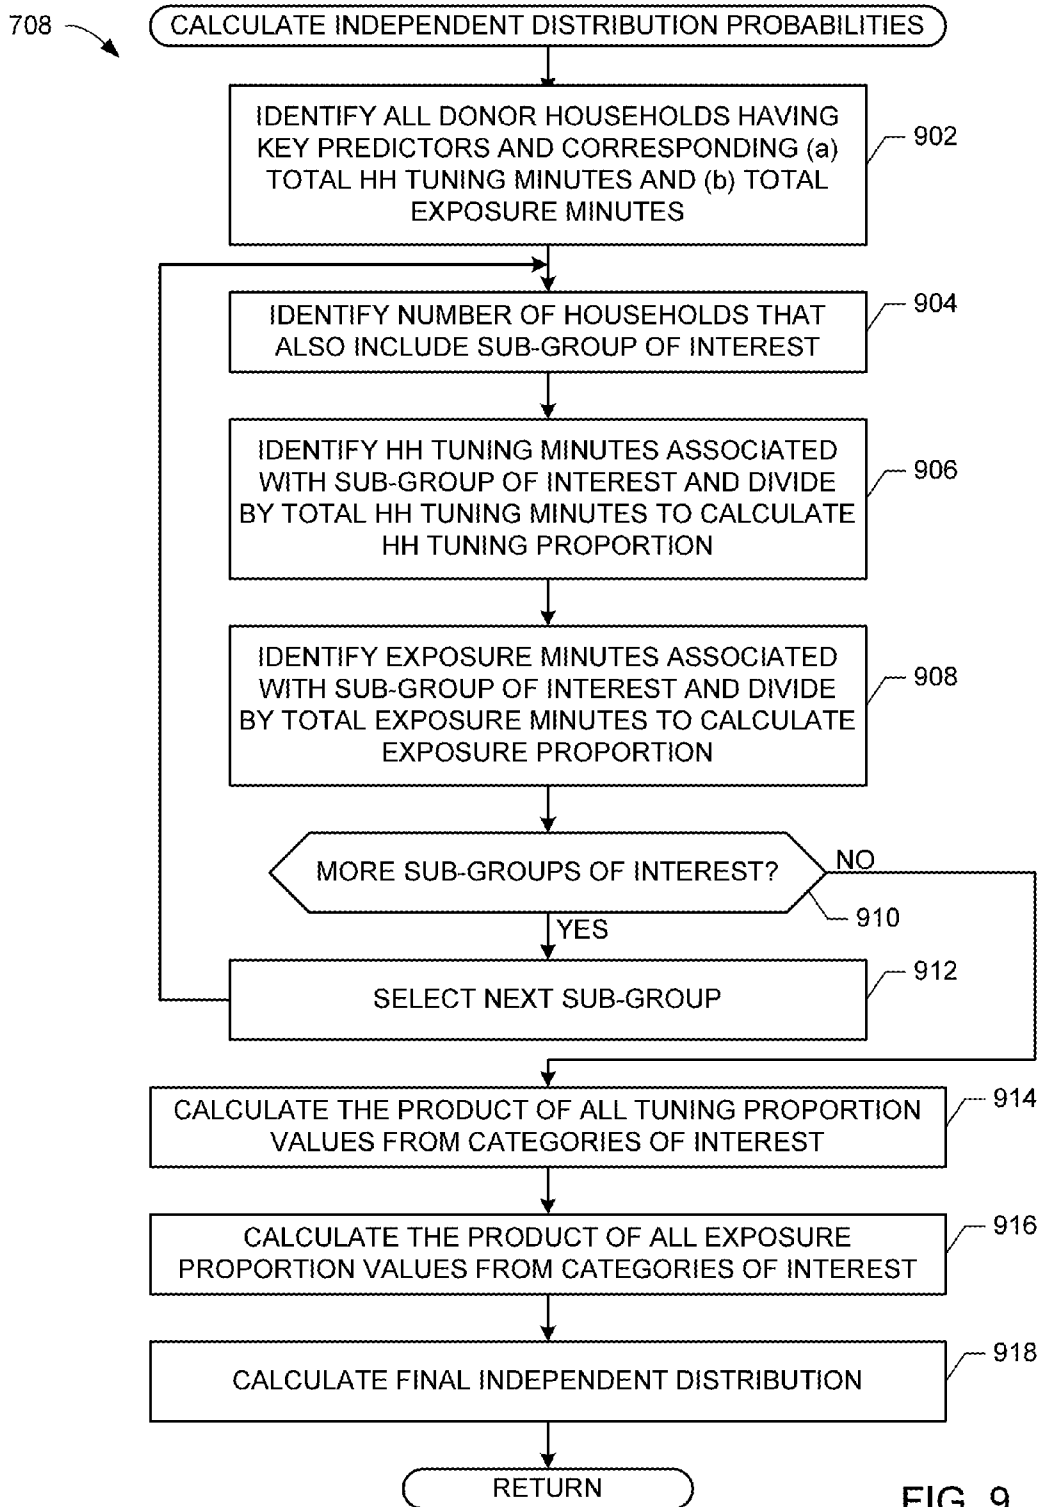 708
CALCULATE INDEPENDENT DISTRIBUTION PROBABILITIES
IDENTIFY ALL DONOR HOUSEHOLDS HAVING
KEY PREDICTORS AND CORRESPONDING (a)
TOTAL HH TUNING MINUTES AND (b) TOTAL
EXPOSURE MINUTES
902
IDENTIFY NUMBER OF HOUSEHOLDS THAT
ALSO INCLUDE SUB-GROUP OF INTEREST
904
IDENTIFY HH TUNING MINUTES ASSOCIATED
WITH SUB-GROUP OF INTEREST AND DIVIDE
BY TOTAL HH TUNING MINUTES TO CALCULATE
HH TUNING PROPORTION
906
IDENTIFY EXPOSURE MINUTES ASSOCIATED
WITH SUB-GROUP OF INTEREST AND DIVIDE
BY TOTAL EXPOSURE MINUTES TO CALCULATE
EXPOSURE PROPORTION
908
MORE SUB-GROUPS OF INTEREST?
NO
910
YES
SELECT NEXT SUB-GROUP
912
CALCULATE THE PRODUCT OF ALL TUNING PROPORTION
VALUES FROM CATEGORIES OF INTEREST
914
CALCULATE THE PRODUCT OF ALL EXPOSURE
PROPORTION VALUES FROM CATEGORIES OF INTEREST
916
CALCULATE FINAL INDEPENDENT DISTRIBUTION
918
RETURN
FIG. 9